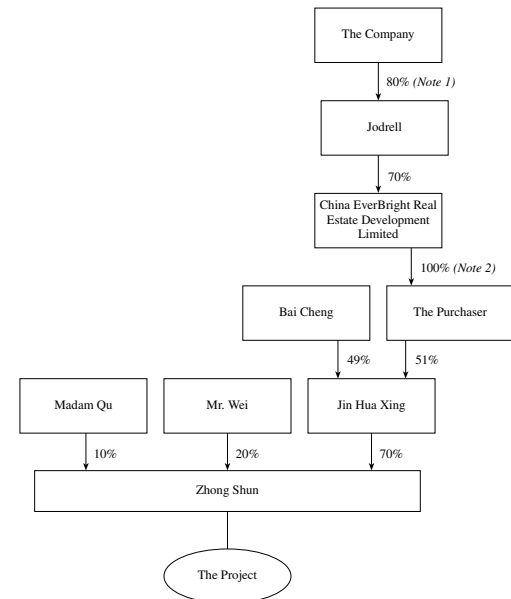 The Company
80% (Note 1)
Jodrell
70%
China EverBright Real
Estate Development
Limited
100% (Note 2)
Bai Cheng
The Purchaser
49%
51%
Madam Qu
Mr. Wei
Jin Hua Xing
10%
20%
70%
Zhong Shun
The Project